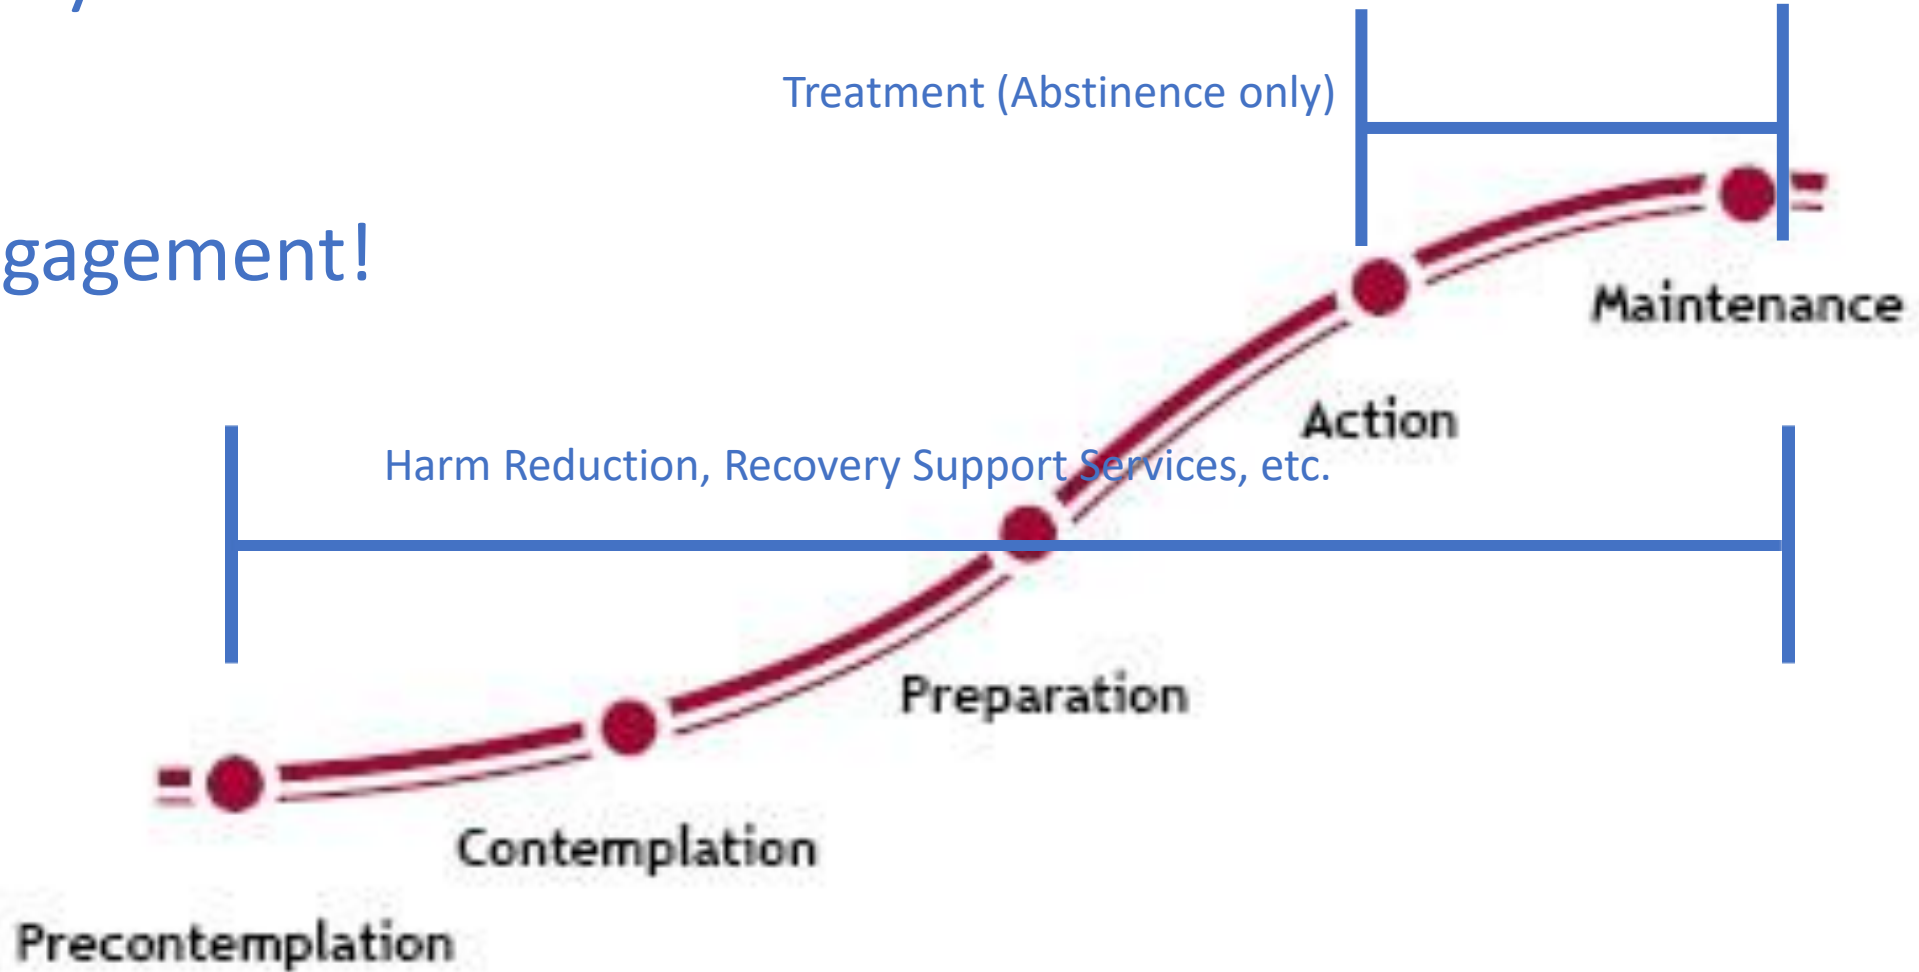 Treatment (Abstinence only)
gagement!
Maintenance
Action
Harm Reduction, Recovery Support Services, etc.
Preparation
Contemplation
Precontemplation